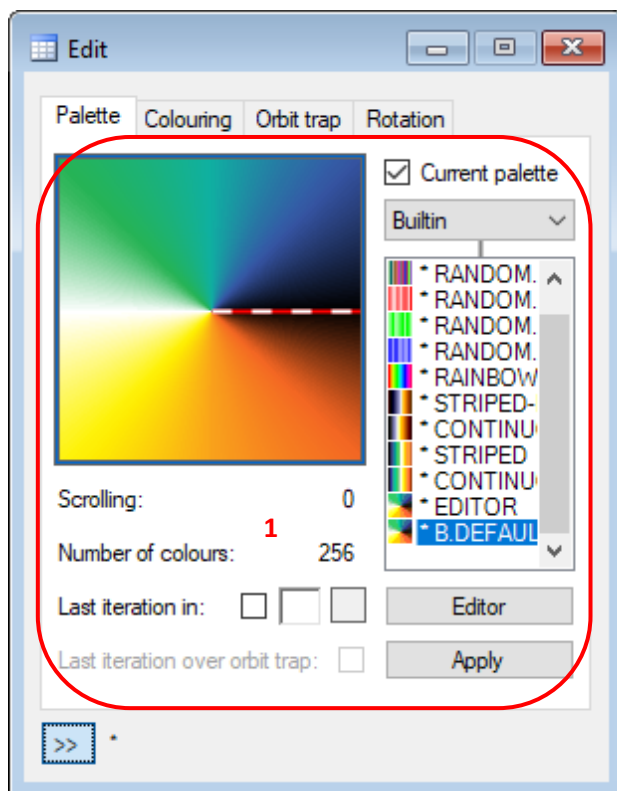 Edit
Palette Colouring Orbit trap Rotation
Current palette
Builtin
* RANDOM.
* RANDOM.
* RANDOM.
* RANDOM.
* RAINBOW
* STRIPED-
* CONTINU
* STRIPED
* CONTINU
* EDITOR
* B.DEFAUL
Scrolling: 0
1
Number of colours: 256
Last iteration in:
Editor
Last iteration over orbit trap:
Apply
>> *